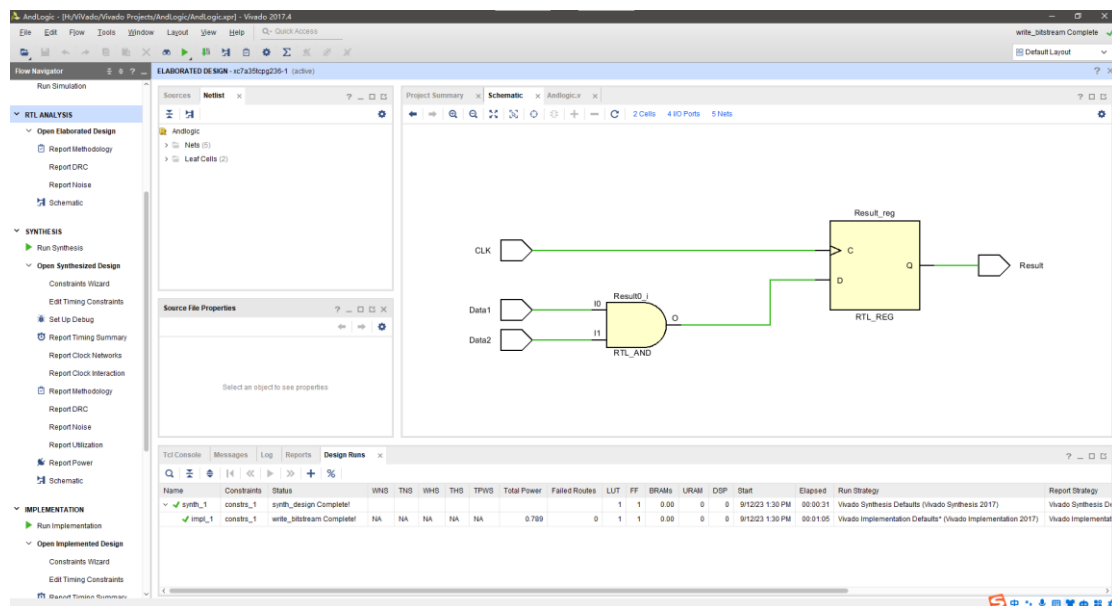 AndLogic - [H:/ViVado/Vivado Projects/AndLogic/AndLogic.xpr] - Vivado 2017.4
File Edit Flow Tools Window Layout View Help Q- Quick Access
write_bitstream Complete
Default Layout
Flow Navigator
ELABORATED DESIGN - xc7a35tcpg236-1 (active)
Run Simulation
RTL ANALYSIS
Open Elaborated Design
Report Methodology
Report DRC
Report Noise
Schematic
SYNTHESIS
Run Synthesis
Open Synthesized Design
Constraints Wizard
Edit Timing Constraints
Set Up Debug
Report Timing Summary
Report Clock Networks
Report Clock Interaction
Report Methodology
Report DRC
Report Noise
Report Utilization
Report Power
Schematic
IMPLEMENTATION
Run Implementation
Open Implemented Design
Constraints Wizard
Edit Timing Constraints
Report Timing Summary
Sources Netlist
Andlogic
Nets (5)
Leaf Cells (2)
Source File Properties
Select an object to see properties
Project Summary Schematic Andlogic.v
2 Cells 4 I/O Ports 5 Nets
Result_reg
CLK
C
Q
Result
D
RTL_REG
Result0_i
Data1
I0
O
Data2
I1
RTL_AND
Tcl Console Messages Log Reports Design Runs
Name Constraints Status WNS TNS WHS THS TPWS Total Power Failed Routes LUT FF BRAMs URAM DSP Start Elapsed Run Strategy Report Strategy
synth_1 constrs_1 synth_design Complete! 1 1 0.00 0 0 9/12/23 1:30 PM 00:00:31 Vivado Synthesis Defaults (Vivado Synthesis 2017) Vivado Synthesis De
impl_1 constrs_1 write_bitstream Complete! NA NA NA NA NA 0.789 0 1 1 0.00 0 0 9/12/23 1:30 PM 00:01:05 Vivado Implementation Defaults* (Vivado Implementation 2017) Vivado Implementat
中